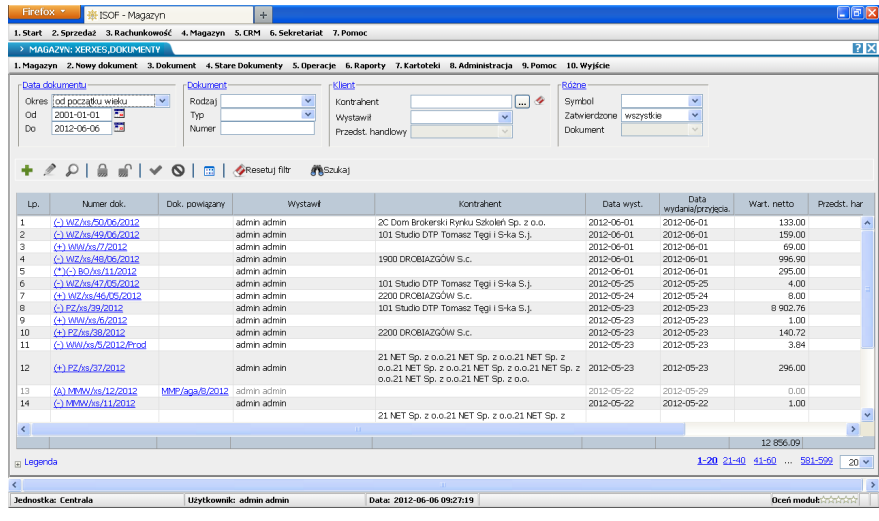 Firefox
ISOF - Magazyn
1. Start 2. Sprzedaż 3. Rachunkowość 4. Magazyn 5. CRM 6. Sekretariat 7. Pomoc
> MAGAZYN: XERXES,DOKUMENTY
1. Magazyn 2. Nowy dokument 3. Dokument 4. Stare Dokumenty 5. Operacje 6. Raporty 7. Kartoteki 8. Administracja 9. Pomoc 10. Wyjście
Data dokumentu Dokument Klient Różne
Okres od początku wieku Rodzaj Kontrahent ... Symbol
Od 2001-01-01 Typ Wystawił Zatwierdzone wszystkie
Do 2012-06-06 Numer Przedst. handlowy Dokument
Resetuj filtr Szukaj
Lp. Numer dok. Dok. powiązany Wystawił Kontrahent Data wyst. Data wydania/przyjęcia. Wart. netto Przedst. har
1 (-) WZ/xs/50/06/2012 admin admin 2C Dom Brokerski Rynku Szkoleń Sp. z o.o. 2012-06-01 2012-06-01 133.00
2 (-) WZ/xs/49/06/2012 admin admin 101 Studio DTP Tomasz Tęgi i S-ka S.j. 2012-06-01 2012-06-01 159.00
3 (+) WW/xs/7/2012 admin admin 2012-06-01 2012-06-01 69.00
4 (-) WZ/xs/48/06/2012 admin admin 1900 DROBIAZGÓW S.c. 2012-06-01 2012-06-01 996.90
5 (*)(-) BO/xs/11/2012 admin admin 2012-06-01 2012-06-01 295.00
6 (-) WZ/xs/47/05/2012 admin admin 101 Studio DTP Tomasz Tęgi i S-ka S.j. 2012-05-25 2012-05-25 4.00
7 (+) WZ/xs/46/05/2012 admin admin 2200 DROBIAZGÓW S.c. 2012-05-24 2012-05-24 8.00
8 (-) PZ/xs/39/2012 admin admin 101 Studio DTP Tomasz Tęgi i S-ka S.j. 2012-05-23 2012-05-23 8 902.76
9 (+) WW/xs/6/2012 admin admin 2012-05-23 2012-05-23 1.00
10 (+) PZ/xs/38/2012 admin admin 2200 DROBIAZGÓW S.c. 2012-05-23 2012-05-23 140.72
11 (-) WW/xs/5/2012/Prod admin admin 2012-05-23 2012-05-23 3.84
21 NET Sp. z o.o.21 NET Sp. z o.o.21 NET Sp. z
12 (+) PZ/xs/37/2012 admin admin o.o.21 NET Sp. z o.o.21 NET Sp. z o.o.21 NET Sp. z 2012-05-23 2012-05-23 296.00
o.o.21 NET Sp. z o.o.21 NET Sp. z o.o.
13 (A) MMW/xs/12/2012 MMP/aga/8/2012 admin admin 2012-05-22 2012-05-29 0.00
14 (-) MMW/xs/11/2012 admin admin 2012-05-22 2012-05-22 1.00
21 NET Sp. z o.o.21 NET Sp. z o.o.21 NET Sp. z
12 856.09
Legenda 1-20 21-40 41-60 ... 581-599 20
Jednostka: Centrala Użytkownik: admin admin Data: 2012-06-06 09:27:19 Oceń moduł: